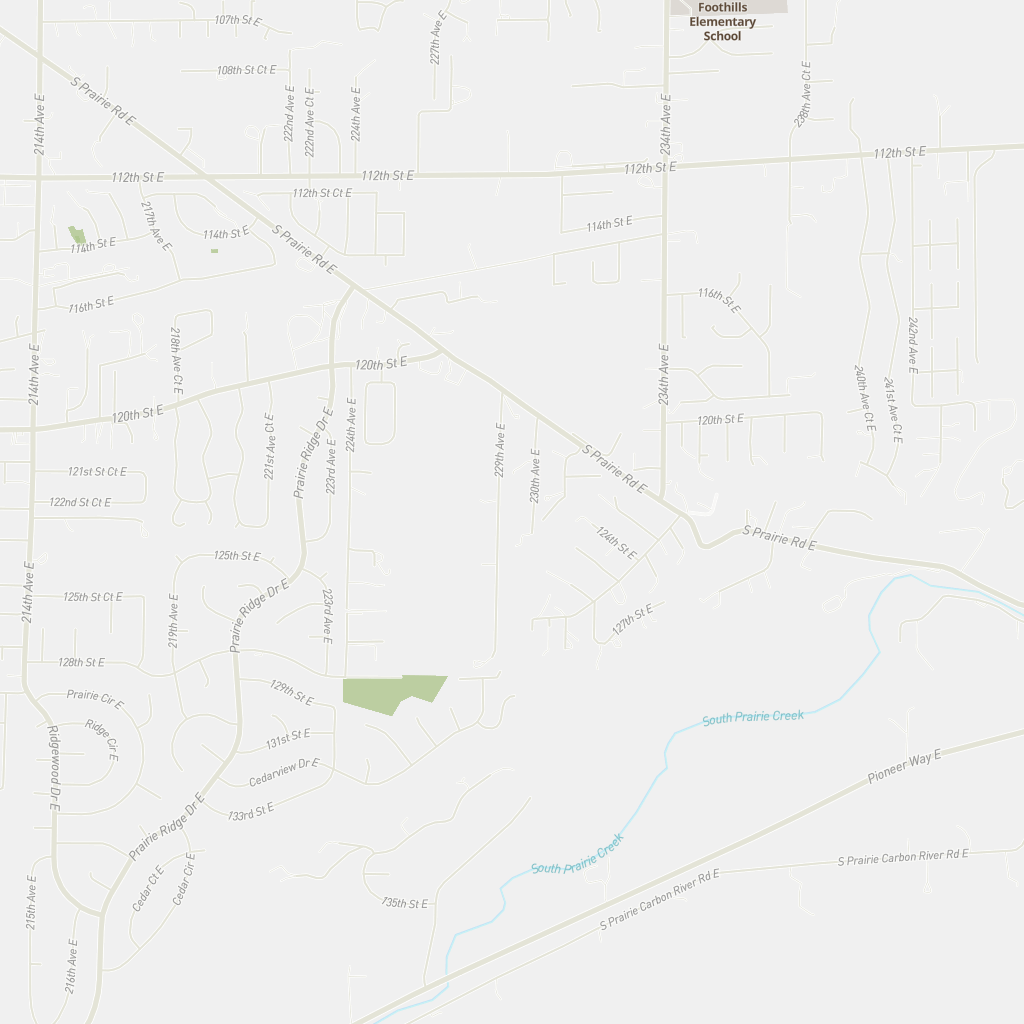 Foothills
Elementary
School
107th St E
227th Ave E
108th St Ct E
S Prairie Rd E
214th Ave E
222nd Ave E
222nd Ave Ct E
224th Ave E
234th Ave E
238th Ave Ct E
112th St E
112th St E
112th St E
112th St E
112th St Ct E
217th Ave E
114th St E
114th St E
114th St E
S Prairie Rd E
116th St E
116th St E
218th Ave Ct E
214th Ave E
234th Ave E
242nd Ave E
240th Ave Ct E
241st Ave Ct E
120th St E
120th St E
120th St E
221st Ave Ct E
Prairie Ridge Dr E
223rd Ave E
224th Ave E
229th Ave E
230th Ave E
S Prairie Rd E
121st St Ct E
122nd St Ct E
124th St E
S Prairie Rd E
125th St E
125th St Ct E
214th Ave E
219th Ave E
Prairie Ridge Dr E
223rd Ave E
127th St E
128th St E
129th St E
Prairie Cir E
Ridge Cir E
Ridgewood Dr E
131st St E
Cedarview Dr E
133rd St E
South Prairie Creek
Pioneer Way E
Prairie Ridge Dr E
Cedar Ct E
Cedar Cir E
South Prairie Creek
S Prairie Carbon River Rd E
S Prairie Carbon River Rd E
135th St E
215th Ave E
216th Ave E